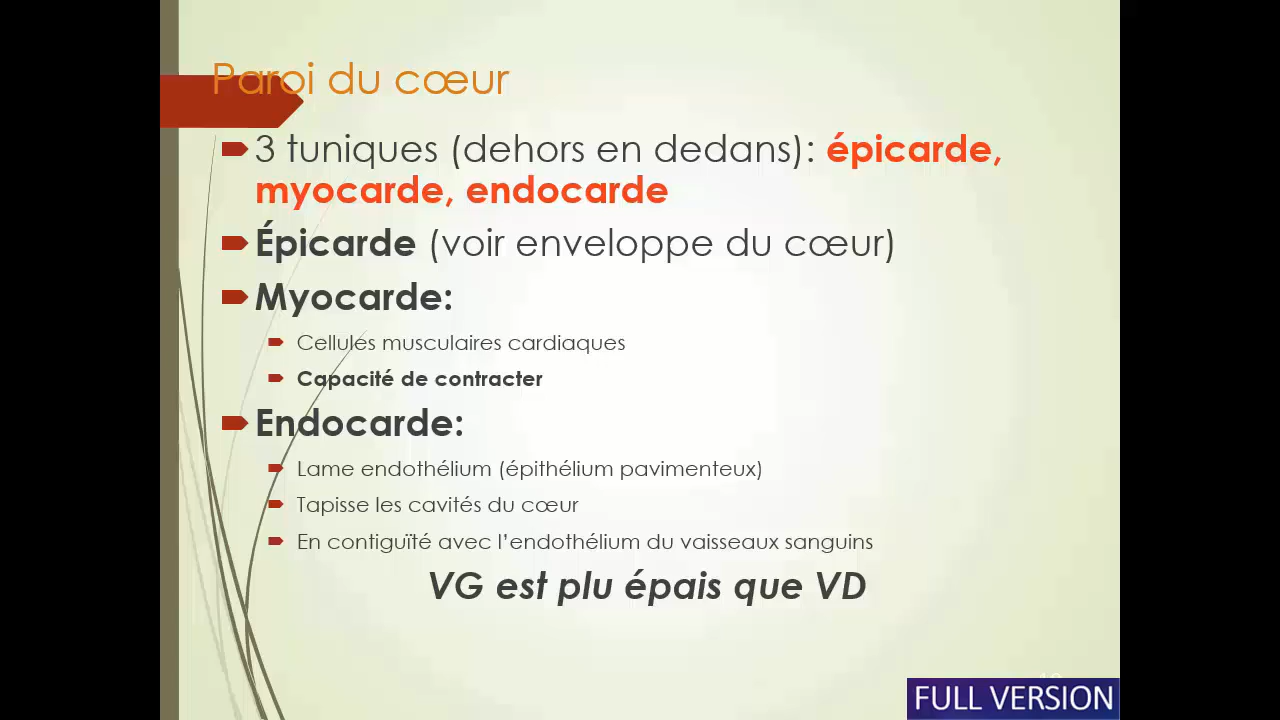 Paroi du cœur
3 tuniques (dehors en dedans): épicarde,
myocarde, endocarde
Épicarde (voir enveloppe du cœur)
Myocarde:
Cellules musculaires cardiaques
Capacité de contracter
Endocarde:
Lame endothélium (épithélium pavimenteux)
Tapisse les cavités du cœur
En contiguïté avec l’endothélium du vaisseaux sanguins
VG est plu épais que VD
FULL VERSION